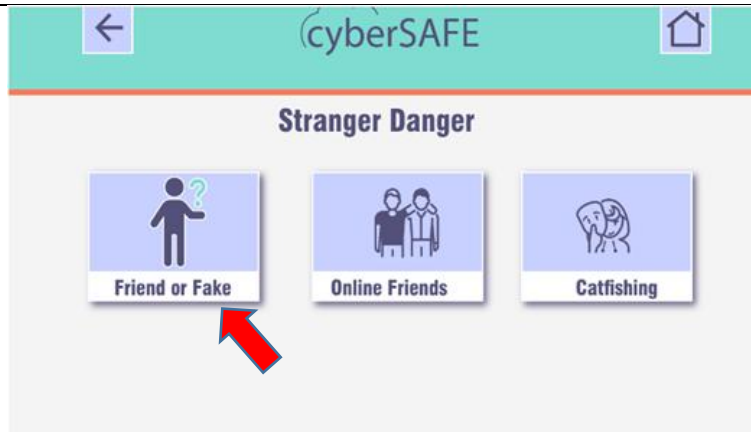 cyberSAFE
Stranger Danger
?
Friend or Fake
Online Friends
Catfishing